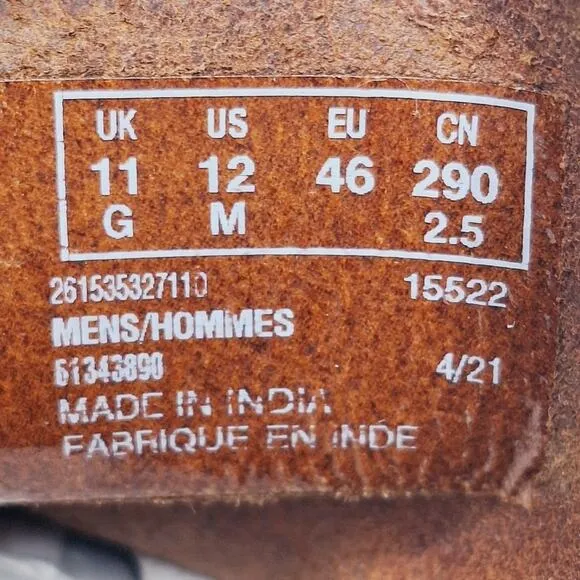 UK US EU CN
11 12 46 290
G M 2.5
261535327110 15522
MENS/HOMMES
61343890 4/21
MADE IN INDIA
FABRIQUE EN INDE